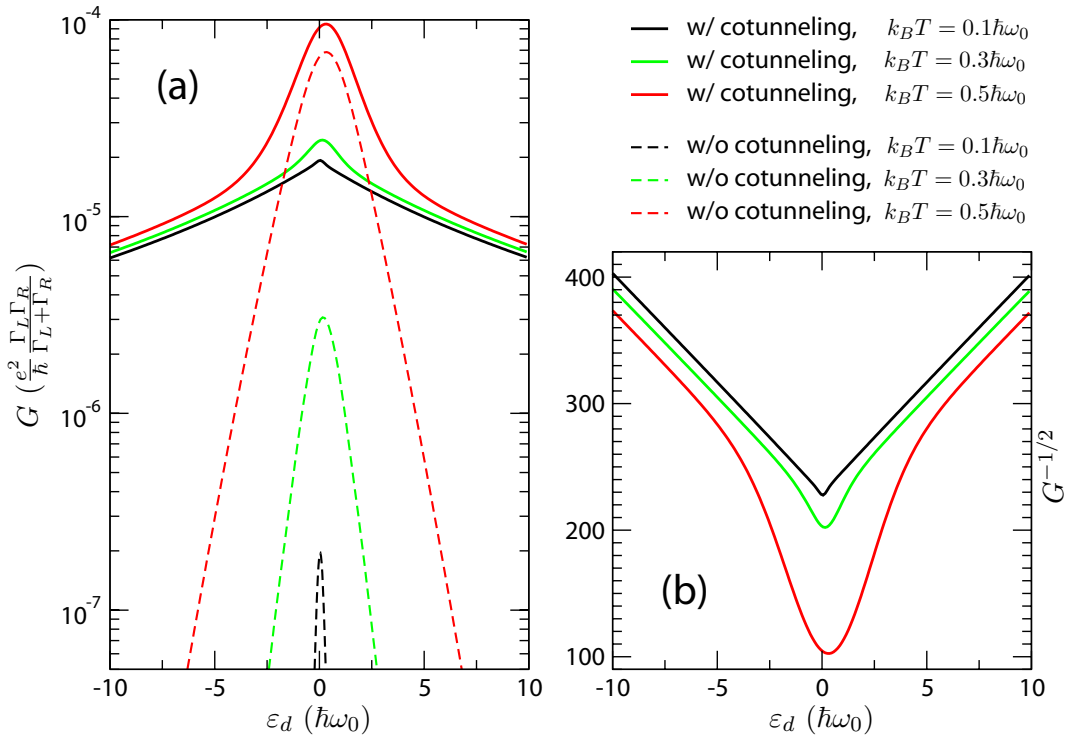 (a)
10^-4
10^-5
10^-6
10^-7
G (e^2/ħ Γ_LΓ_R/Γ_L+Γ_R)
-10 -5 0 5 10
ε_d (ħω_0)
w/ cotunneling, k_BT = 0.1ħω_0
w/ cotunneling, k_BT = 0.3ħω_0
w/ cotunneling, k_BT = 0.5ħω_0
w/o cotunneling, k_BT = 0.1ħω_0
w/o cotunneling, k_BT = 0.3ħω_0
w/o cotunneling, k_BT = 0.5ħω_0
400
300
200
100
(b)
G^-1/2
-10 -5 0 5 10
ε_d (ħω_0)